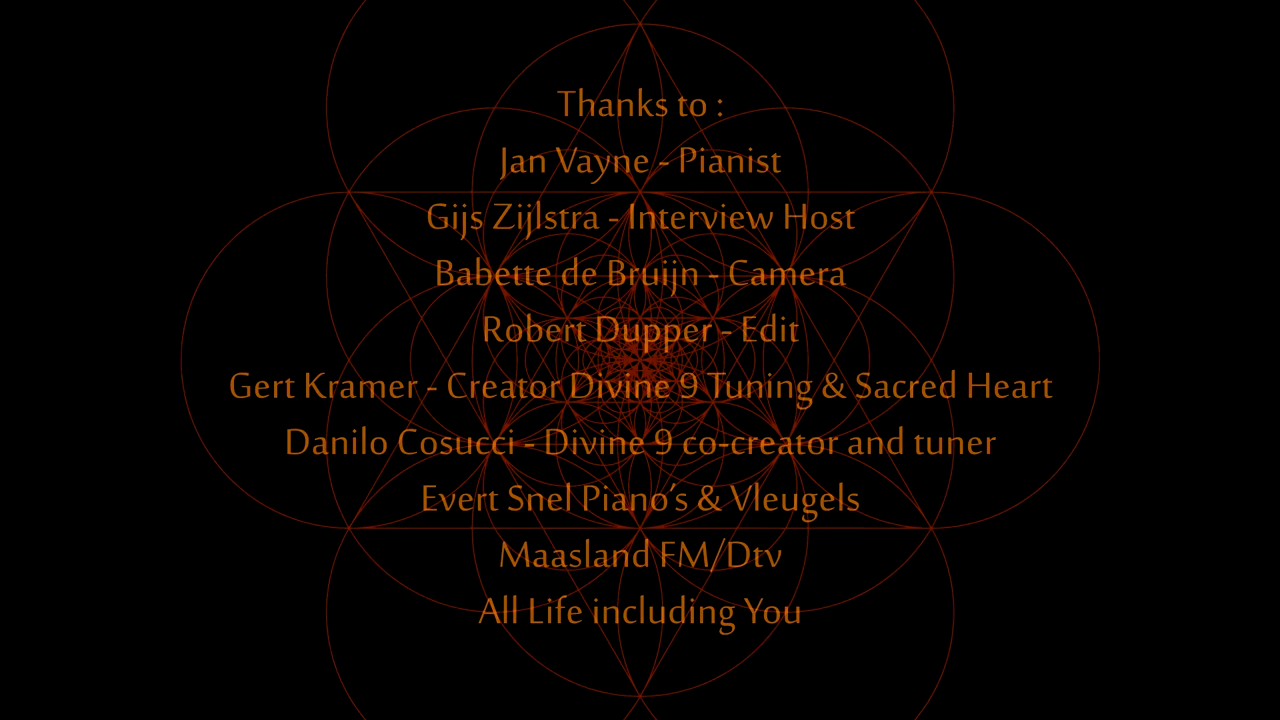 Thanks to :
Jan Vayne - Pianist
Gijs Zijlstra - Interview Host
Babette de Bruijn - Camera
Robert Dupper - Edit
Gert Kramer - Creator Divine 9 Tuning & Sacred Heart
Danilo Cosucci - Divine 9 co-creator and tuner
Evert Snel Piano’s & Vleugels
Maasland FM/Dtv
All Life including You